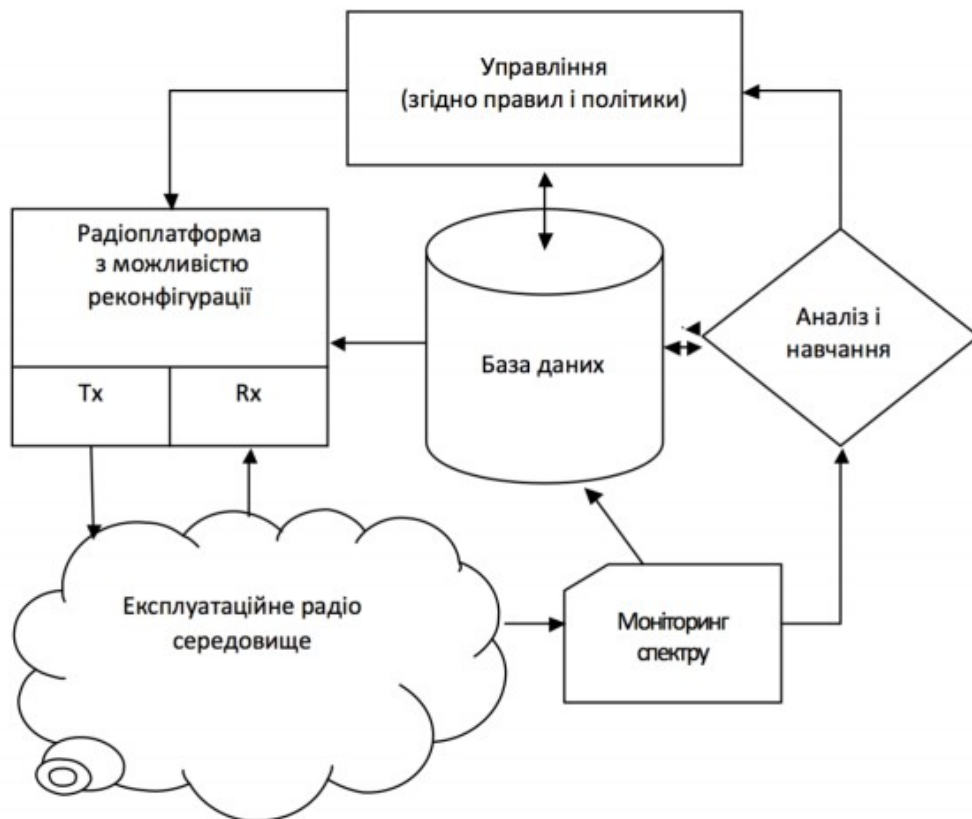 Управління
(згідно правил і політики)
Радіоплатформа
з можливістю
реконфігурації
Tx
Rx
База даних
Аналіз і
навчання
Експлуатаційне радіо
середовище
Моніторинг
спектру